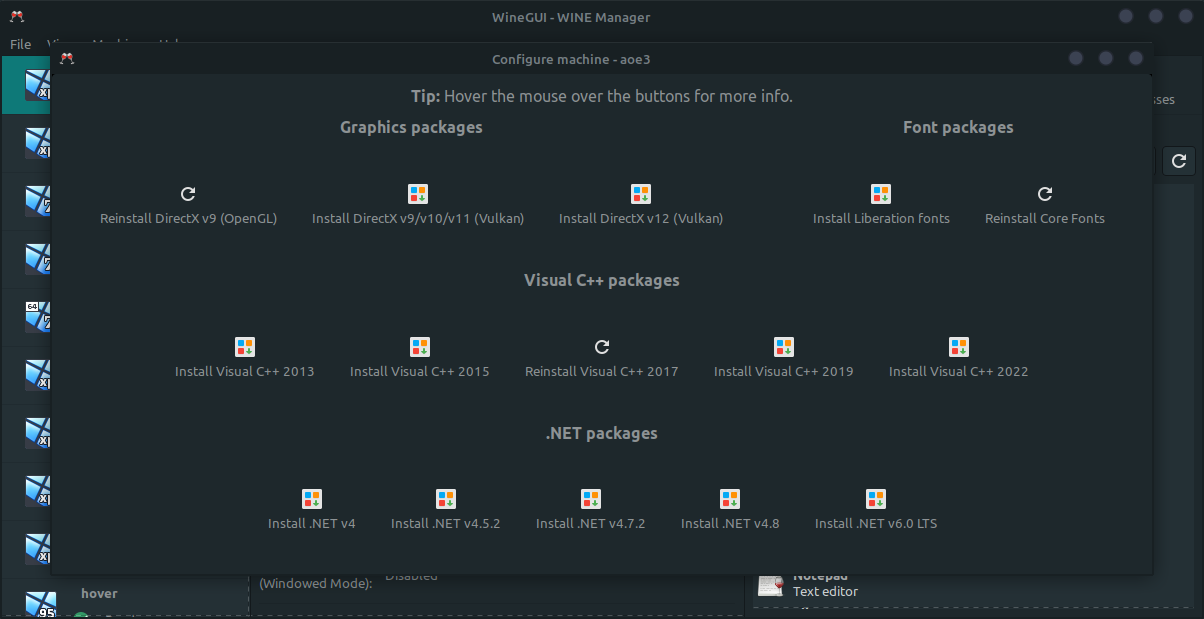 WineGUI - WINE Manager
File
Configure machine - aoe3
Tip: Hover the mouse over the buttons for more info.
Graphics packages
Font packages
Reinstall DirectX v9 (OpenGL)
Install DirectX v9/v10/v11 (Vulkan)
Install DirectX v12 (Vulkan)
Install Liberation fonts
Reinstall Core Fonts
Visual C++ packages
Install Visual C++ 2013
Install Visual C++ 2015
Reinstall Visual C++ 2017
Install Visual C++ 2019
Install Visual C++ 2022
.NET packages
Install .NET v4
Install .NET v4.5.2
Install .NET v4.7.2
Install .NET v4.8
Install .NET v6.0 LTS
64
95
hover
(Windowed Mode):
Disabled
Notepad
Text editor